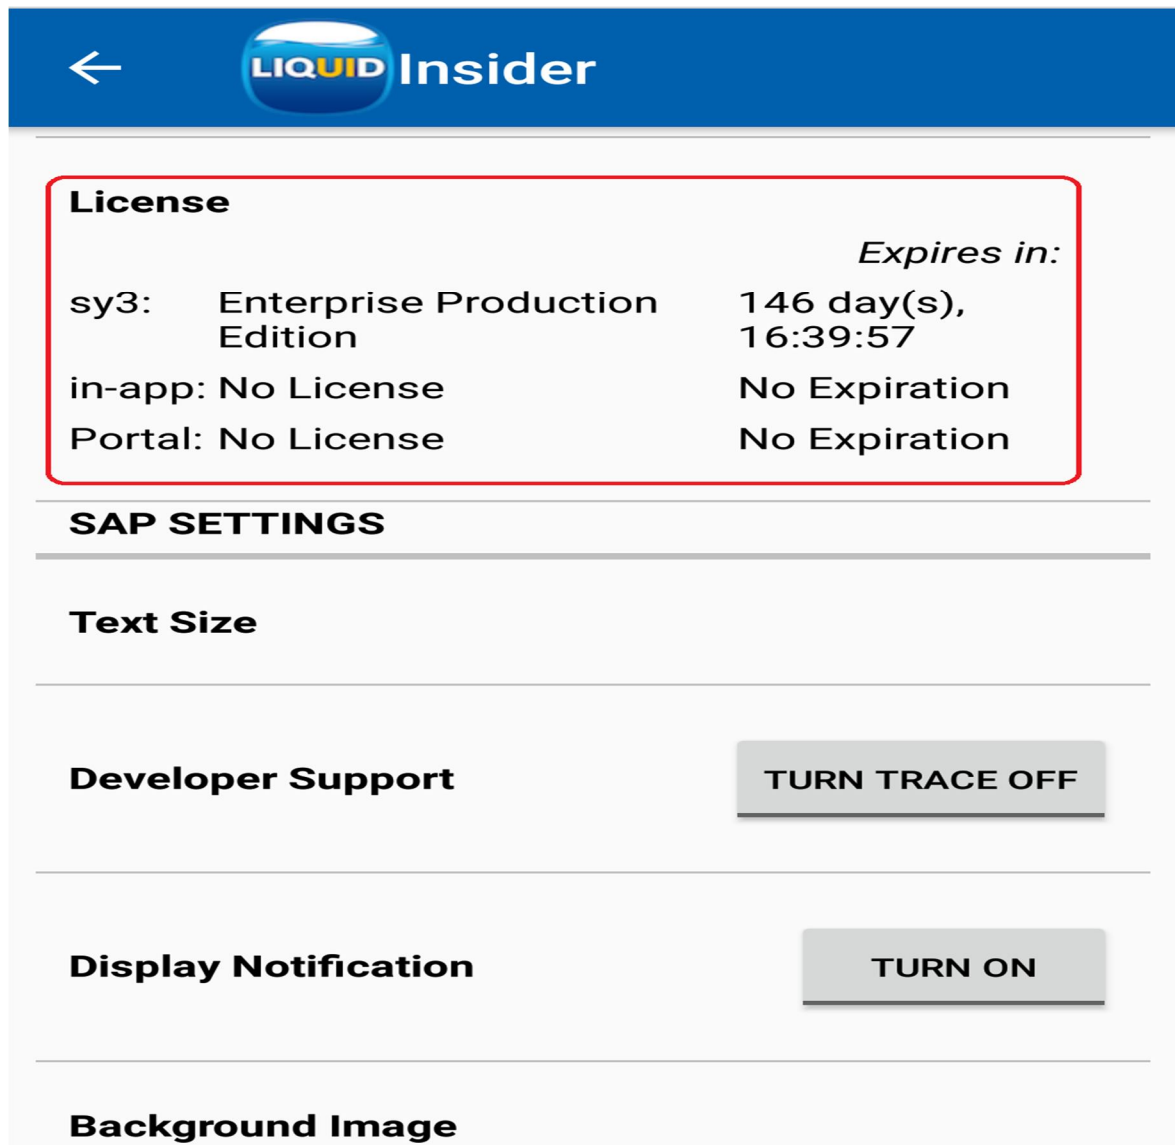 LIQUID Insider
License
Expires in:
sy3: Enterprise Production Edition 146 day(s), 16:39:57
in-app: No License No Expiration
Portal: No License No Expiration
SAP SETTINGS
Text Size
Developer Support TURN TRACE OFF
Display Notification TURN ON
Background Image